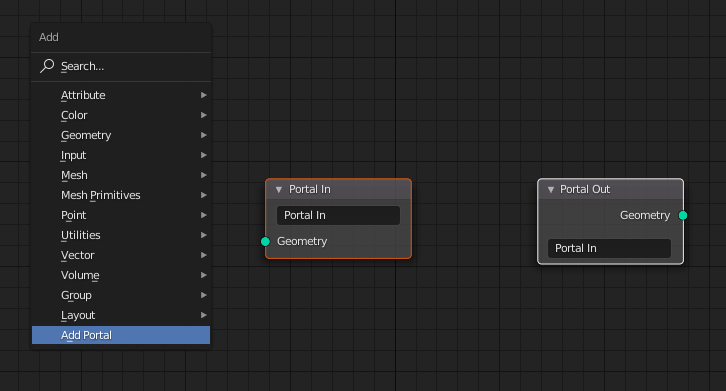 Add
Search...
Attribute
Color
Geometry
Input
Mesh
Mesh Primitives
Point
Utilities
Vector
Volume
Group
Layout
Add Portal
Portal In
Portal In
Geometry
Portal Out
Geometry
Portal In